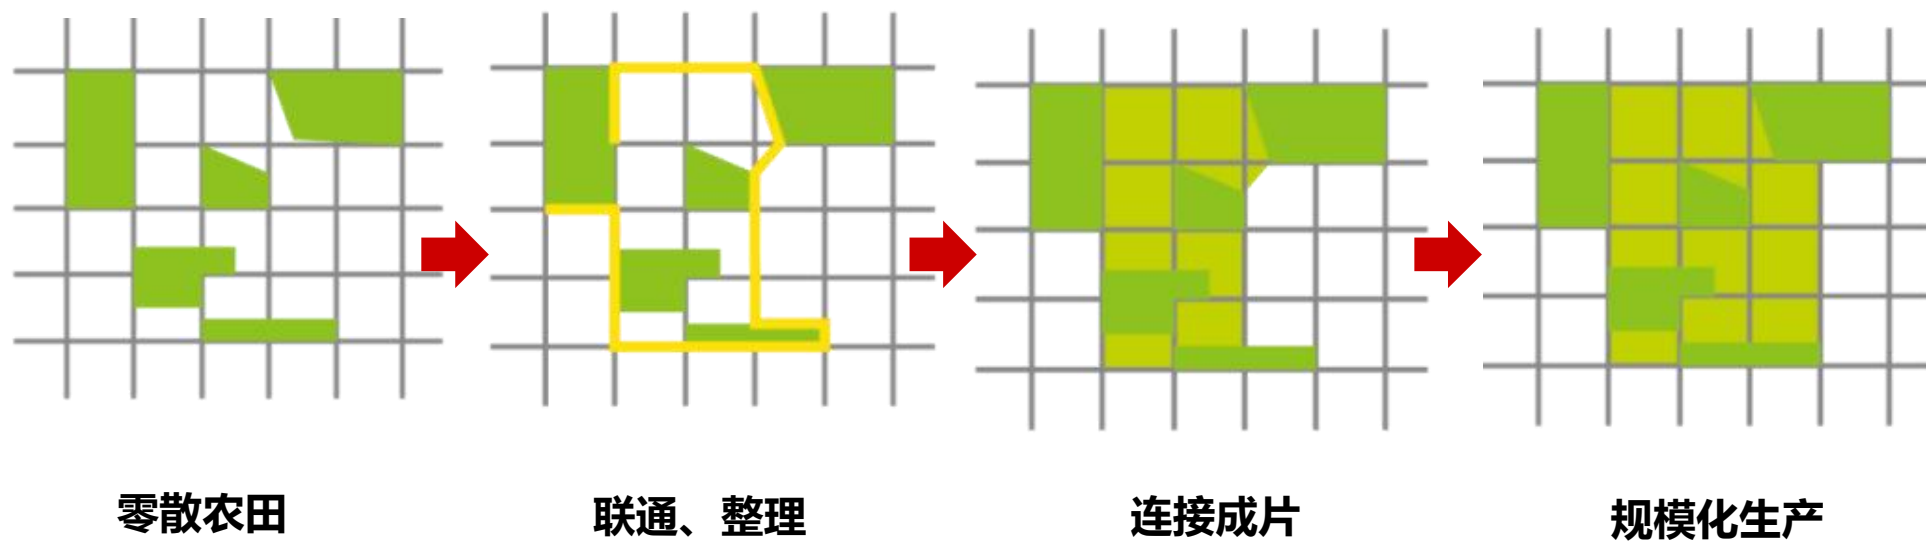 零散农田
联通、整理
连接成片
规模化生产